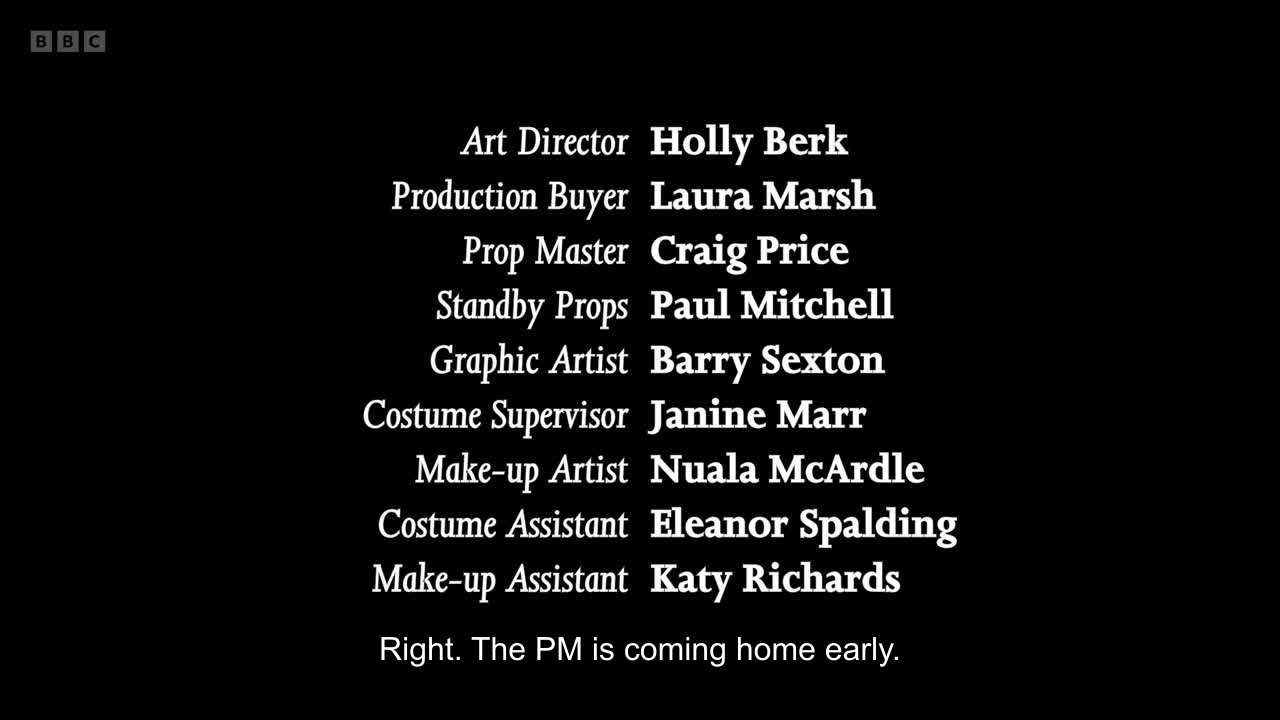 BBC
Art Director Holly Berk
Production Buyer Laura Marsh
Prop Master Craig Price
Standby Props Paul Mitchell
Graphic Artist Barry Sexton
Costume Supervisor Janine Marr
Make-up Artist Nuala McArdle
Costume Assistant Eleanor Spalding
Make-up Assistant Katy Richards
Right. The PM is coming home early.